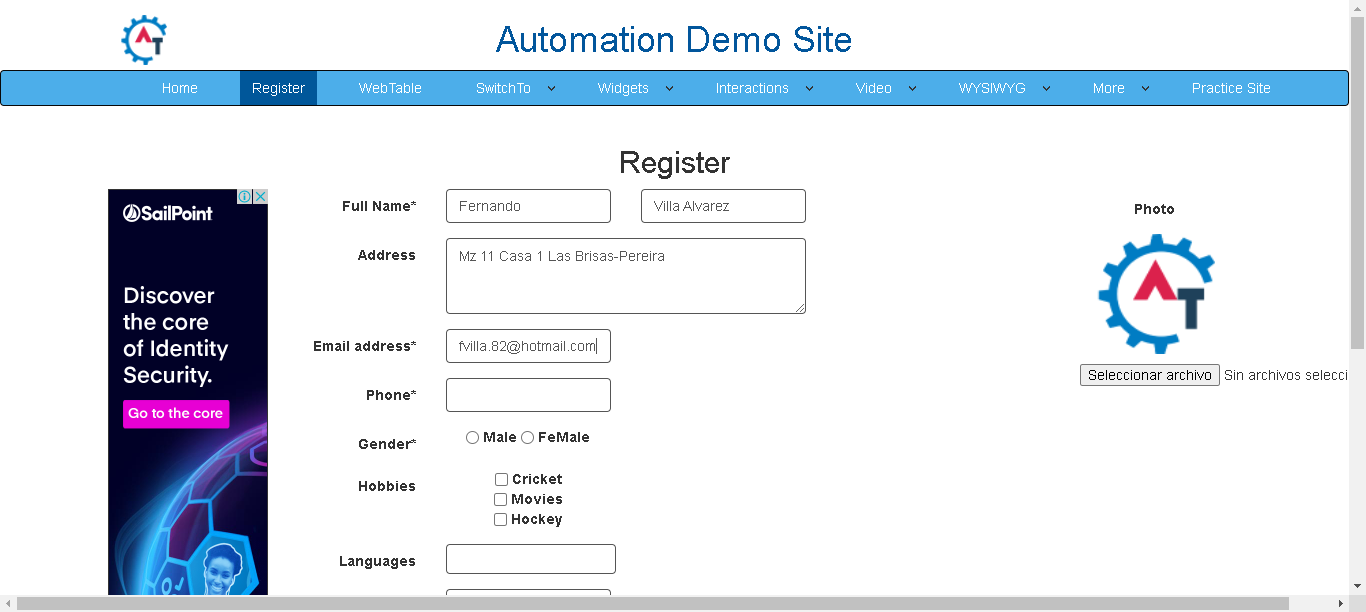 Automation Demo Site
Home Register WebTable SwitchTo Widgets Interactions Video WYSIWYG More Practice Site
Register
SailPoint
Discover
the core
of Identity
Security.
Go to the core
Full Name* Fernando Villa Alvarez
Address Mz 11 Casa 1 Las Brisas-Pereira
Email address* fvilla.82@hotmail.com
Phone*
Gender* Male FeMale
Hobbies Cricket
Movies
Hockey
Languages
Photo
AT
Seleccionar archivo Sin archivos selecci